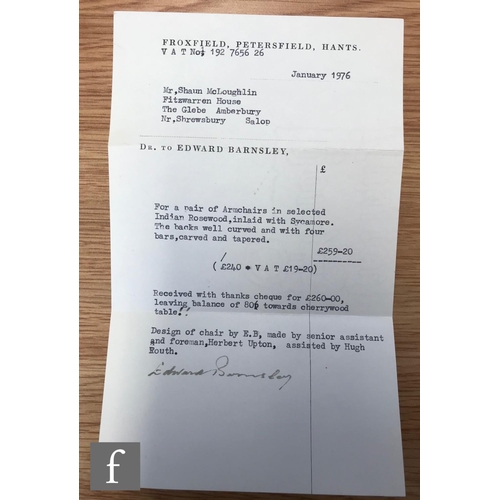 FROXFIELD, PETERSFIELD, HANTS.
V A T No: 192 7656 26
January 1976
Mr,Shaun McLoughlin
Fitzwarren House
The Glebe Amberbury
Nr,Shrewsbury Salop
DR. TO EDWARD BARNSLEY,
£
For a pair of Armchairs in selected
Indian Rosewood,inlaid with Sycamore.
The backs well curved and with four
bars,carved and tapered.
£259-20
( £240 + V A T £19-20)
Received with thanks cheque for £260-00,
leaving balance of 80p towards cherrywood
table.!
Design of chair by E.B, made by senior assistant
and foreman,Herbert Upton, assisted by Hugh
Routh.
Edward Barnsley
f